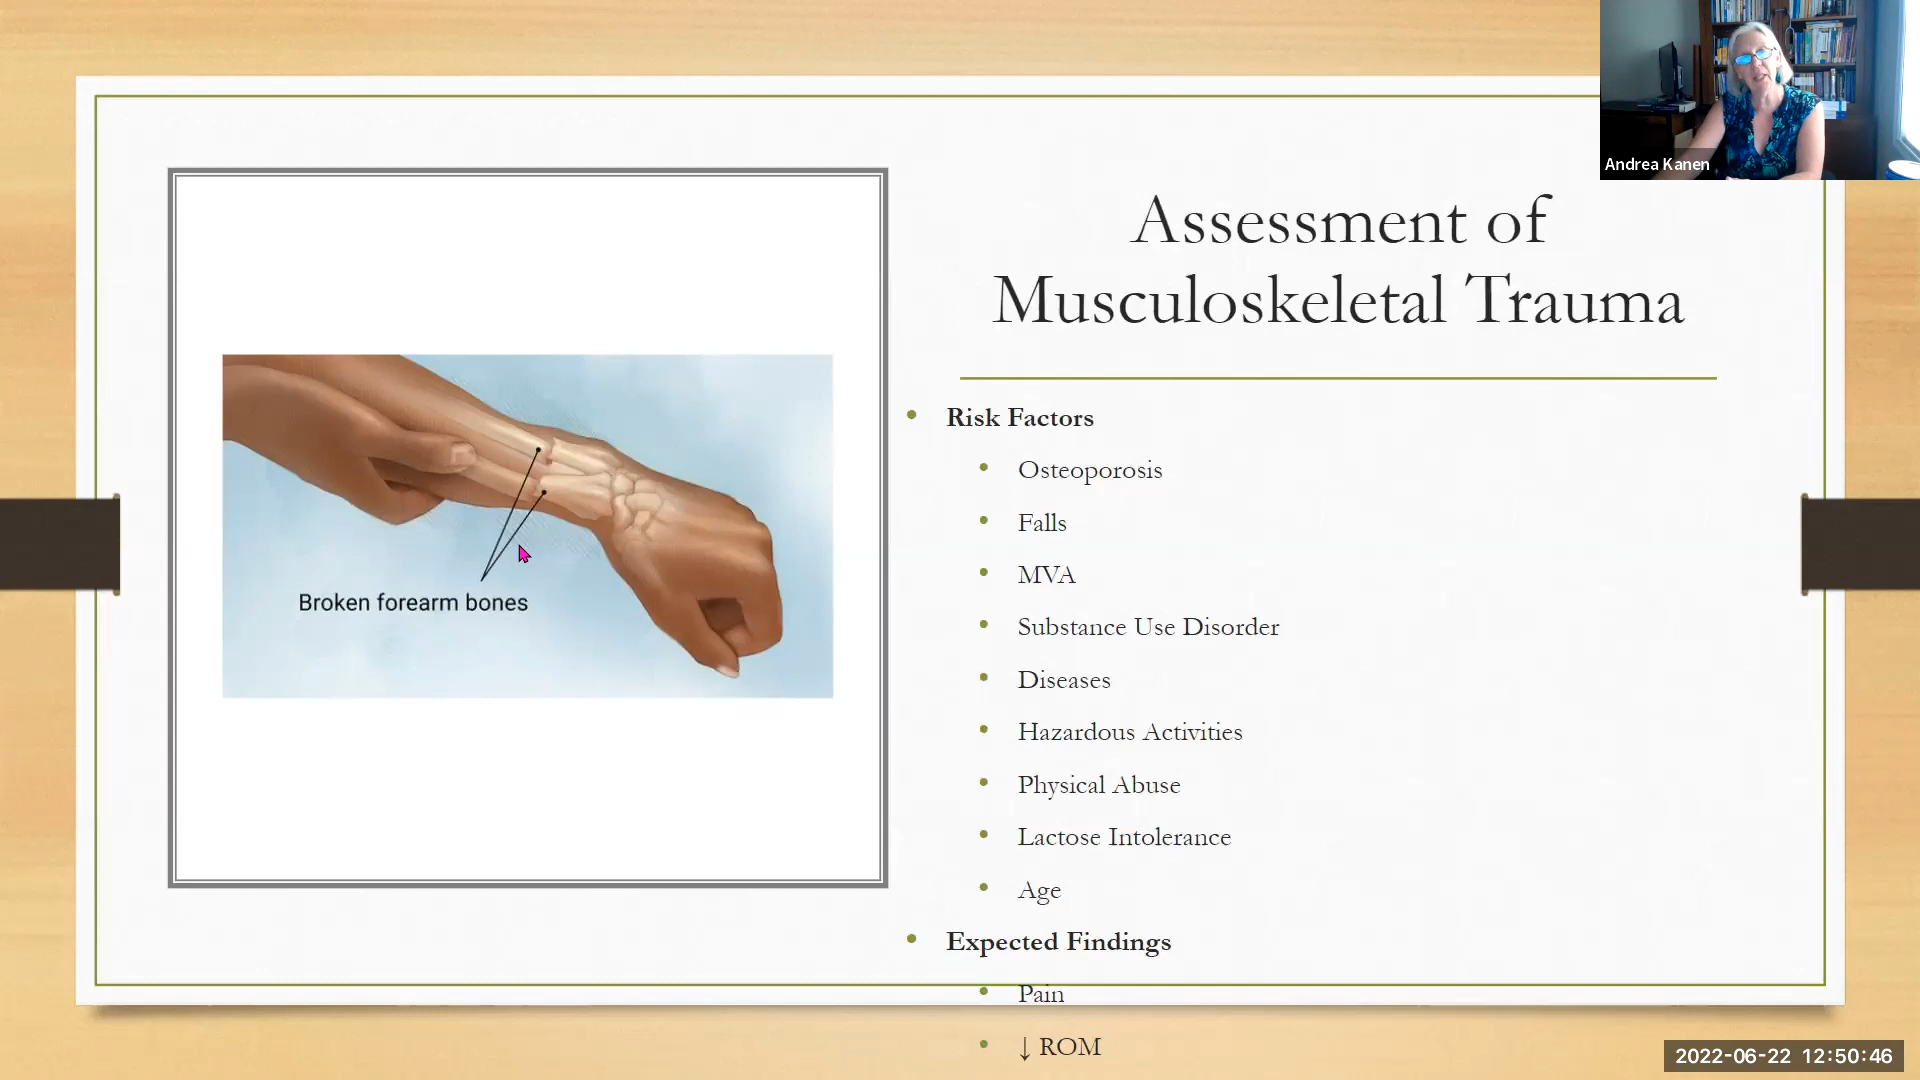 Andrea Kanen
Assessment of
Musculoskeletal Trauma
Broken forearm bones
Risk Factors
Osteoporosis
Falls
MVA
Substance Use Disorder
Diseases
Hazardous Activities
Physical Abuse
Lactose Intolerance
Age
Expected Findings
Pain
↓ ROM
2022-06-22 12:50:46